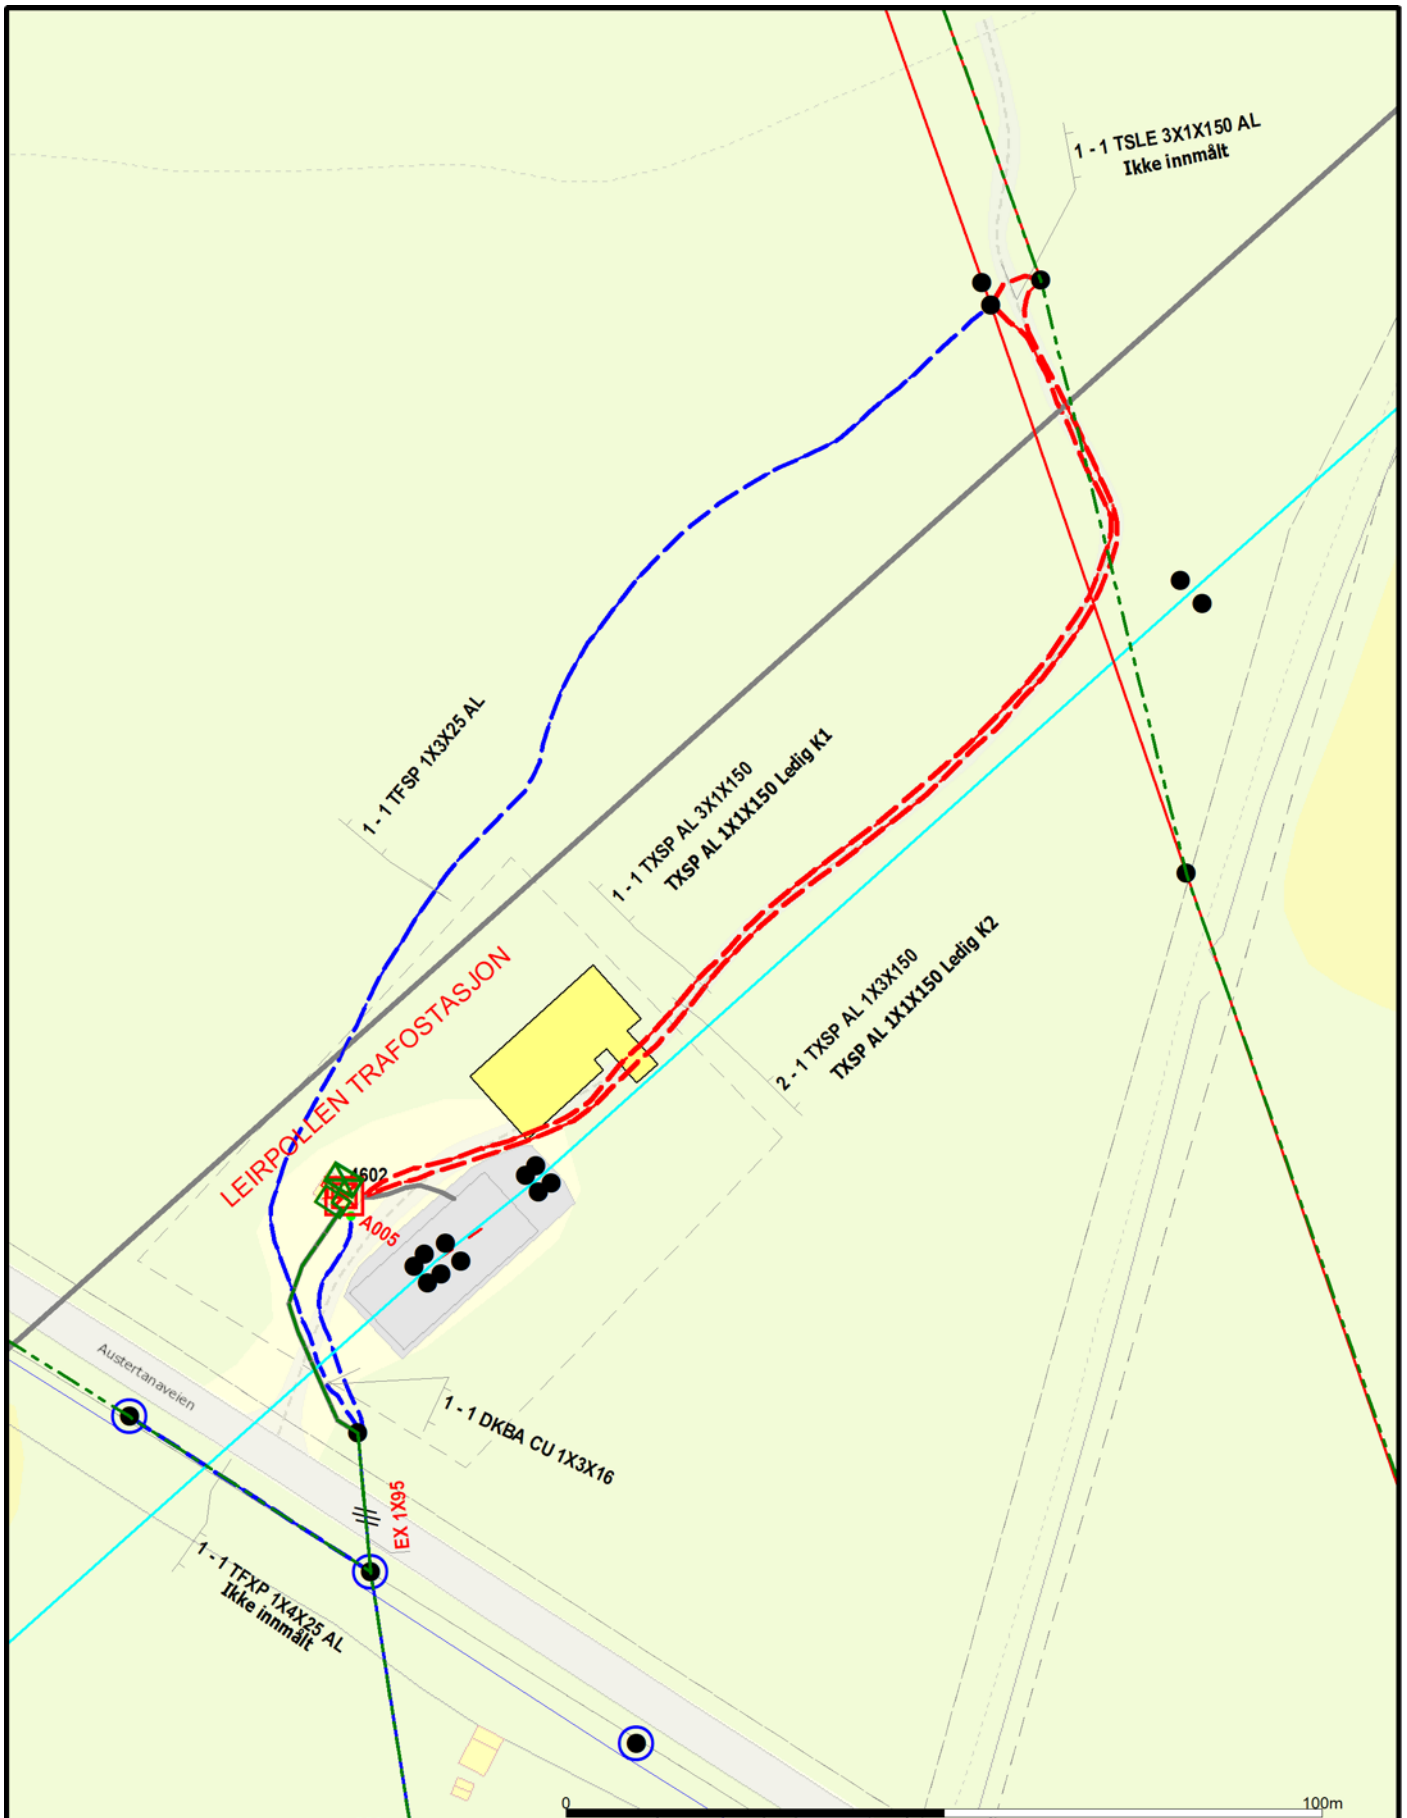 1 - 1 TSLE 3X1X150 AL
Ikke innmålt
1 - 1 TFSP 1X3X25 AL
1 - 1 TXSP AL 3X1X150
TXSP AL 1X1X150 Ledig K1
2 - 1 TXSP AL 1X3X150
TXSP AL 1X1X150 Ledig K2
LEIRPOLLEN TRAFOSTASJON
4602
A005
Austertanaveien
1 - 1 DKBA CU 1X3X16
EX 1X95
1 - 1 TFXP 1X4X25 AL
Ikke innmålt
0
100m